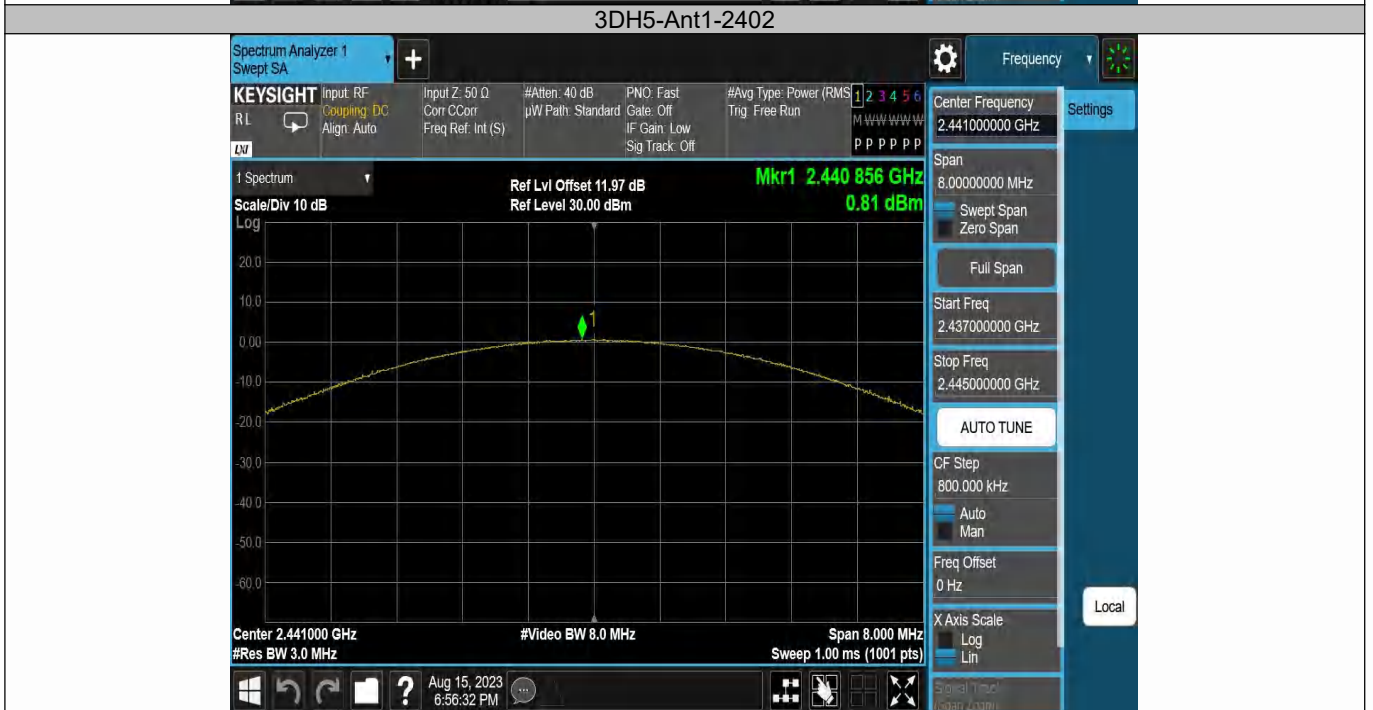 3DH5-Ant1-2402
Spectrum Analyzer 1
Swept SA
+
Frequency
KEYSIGHT
RL
LXI
Input: RF
Coupling: DC
Align: Auto
Input Z: 50 Ω
Corr CCorr
Freq Ref: Int (S)
#Atten: 40 dB
µW Path: Standard
PNO: Fast
Gate: Off
IF Gain: Low
Sig Track: Off
#Avg Type: Power (RMS
Trig: Free Run
1 2 3 4 5 6
M W W W W W
P P P P P P
1 Spectrum
Scale/Div 10 dB
Ref Lvl Offset 11.97 dB
Ref Level 30.00 dBm
Mkr1 2.440 856 GHz
0.81 dBm
Log
20.0
10.0
0.00
-10.0
-20.0
-30.0
-40.0
-50.0
-60.0
1
Center 2.441000 GHz
#Res BW 3.0 MHz
#Video BW 8.0 MHz
Span 8.000 MHz
Sweep 1.00 ms (1001 pts)
?
Aug 15, 2023
6:56:32 PM
Center Frequency
2.441000000 GHz
Settings
Span
8.00000000 MHz
Swept Span
Zero Span
Full Span
Start Freq
2.437000000 GHz
Stop Freq
2.445000000 GHz
AUTO TUNE
CF Step
800.000 kHz
Auto
Man
Freq Offset
0 Hz
Local
X Axis Scale
Log
Lin
Signal Track
(Span Zoom)